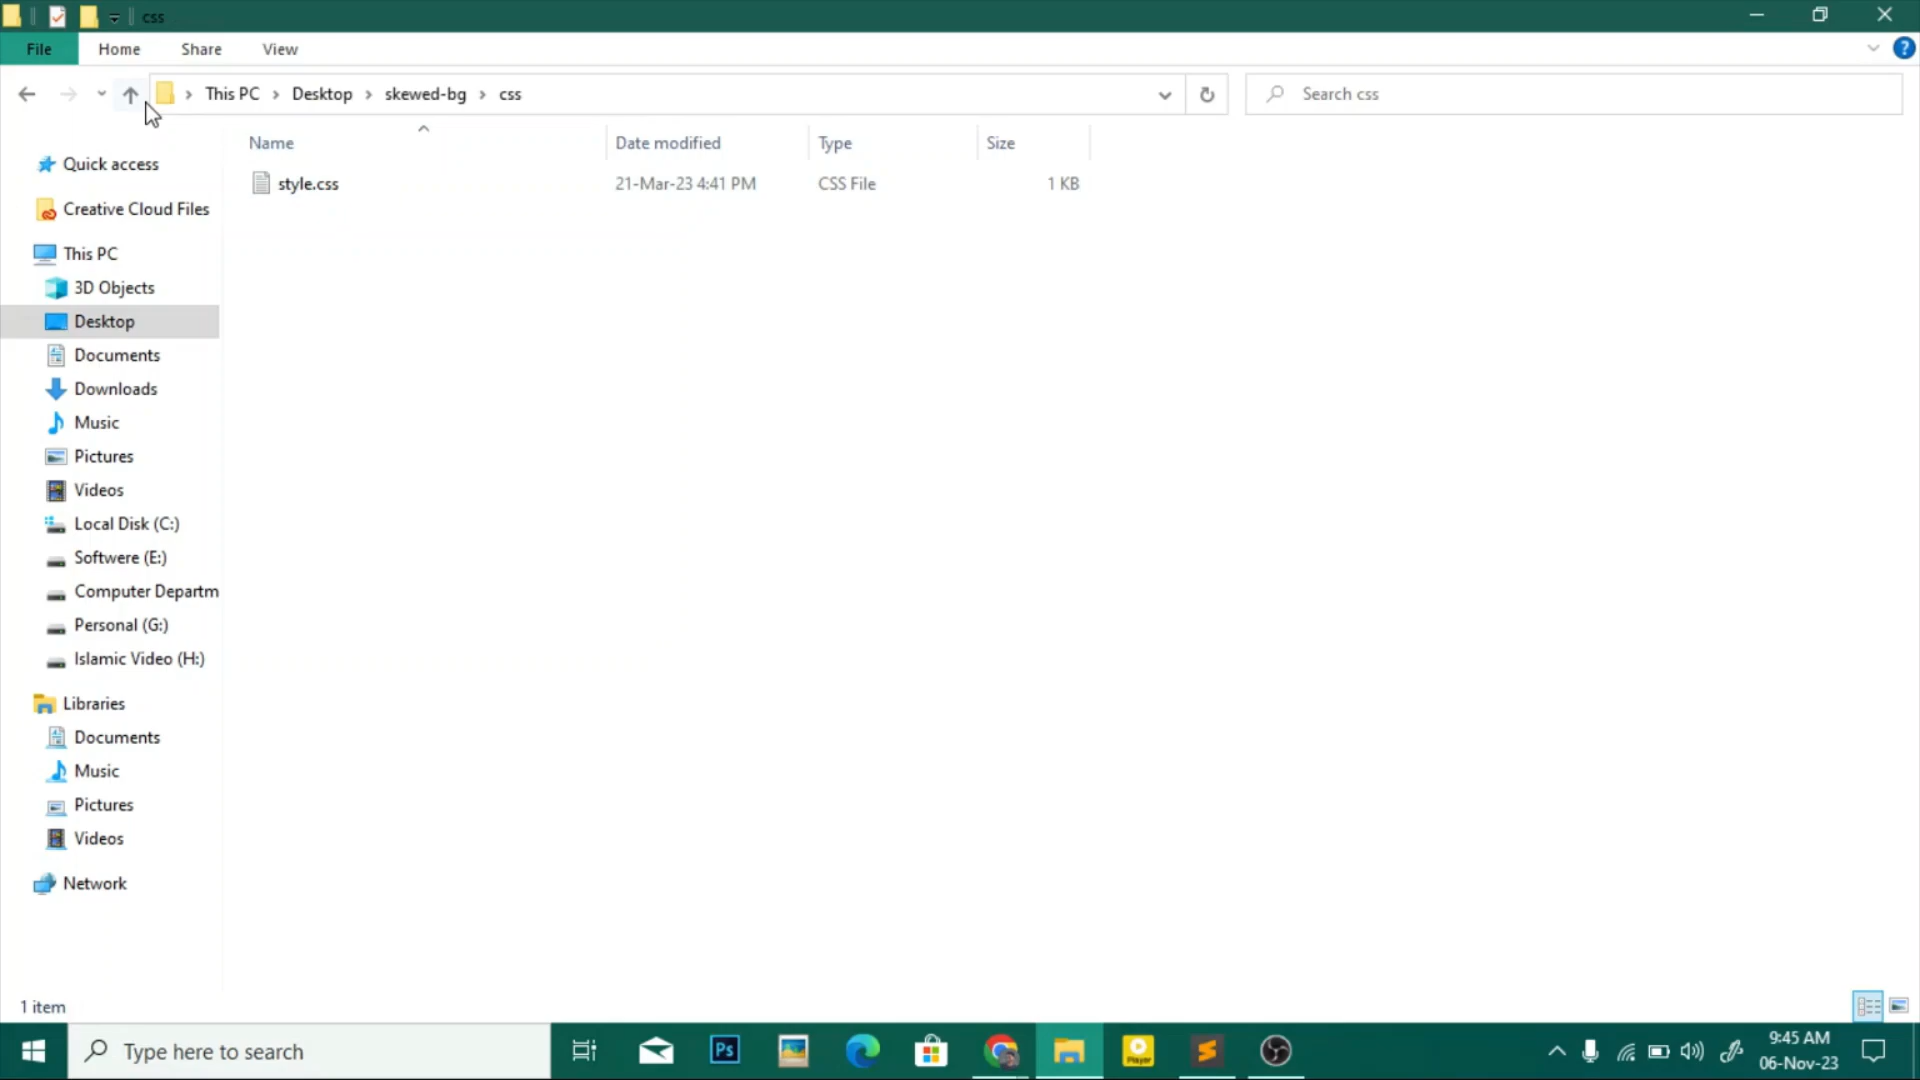 css
File Home Share View
This PC Desktop skewed-bg css
Search css
Name Date modified Type Size
style.css 21-Mar-23 4:41 PM CSS File 1 KB
Quick access
Creative Cloud Files
This PC
3D Objects
Desktop
Documents
Downloads
Music
Pictures
Videos
Local Disk (C:)
Softwere (E:)
Computer Departm
Personal (G:)
Islamic Video (H:)
Libraries
Documents
Music
Pictures
Videos
Network
1 item
Type here to search
Ps
Player
9:45 AM
06-Nov-23